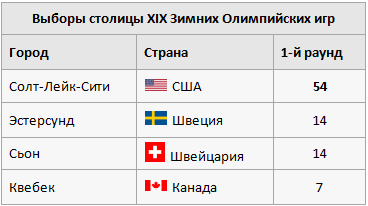 Выборы столицы XIX Зимних Олимпийских игр
Город Страна 1-й раунд
Солт-Лейк-Сити США 54
Эстерсунд Швеция 14
Сьон Швейцария 14
Квебек Канада 7